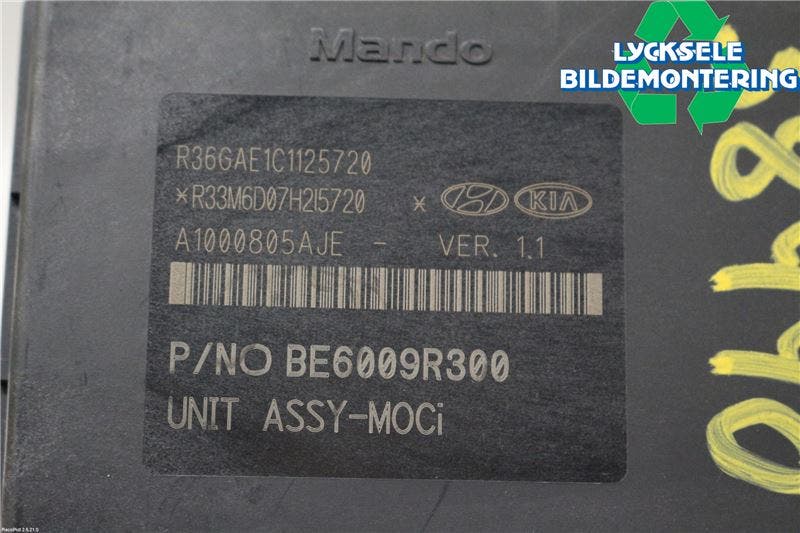 Mando
LYCKSELE
BILDEMONTERING
R36GAE1C1125720
*R33M6D07H2I5720 * KIA
A1000805AJE - VER. 1.1
P/NO BE6009R300
UNIT ASSY-MOCi